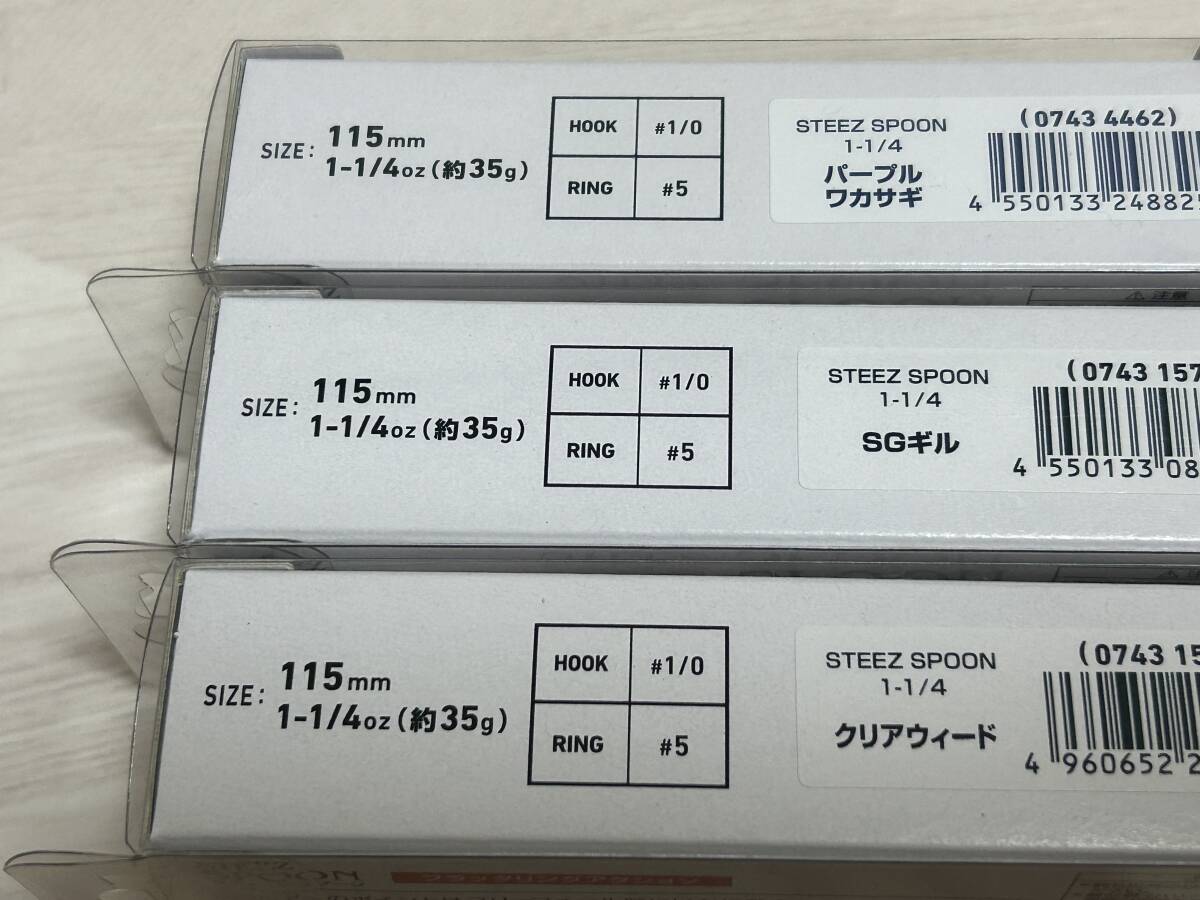 SIZE: 115mm
1-1/4oz(約35g)
HOOK #1/0
RING #5
STEEZ SPOON
1-1/4
パープル
ワカサギ
(0743 4462)
4 550133 24882
注意
SIZE: 115mm
1-1/4oz(約35g)
HOOK #1/0
RING #5
STEEZ SPOON
1-1/4
SGギル
(0743 157
4 550133 08
SIZE: 115mm
1-1/4oz(約35g)
HOOK #1/0
RING #5
STEEZ SPOON
1-1/4
クリアウィード
(0743 15
4 960652 2